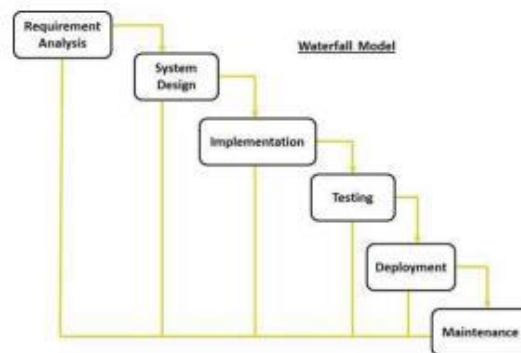 Requirement
Analysis
Waterfall Model
System
Design
Implementation
Testing
Deployment
Maintenance